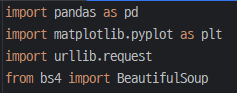 import pandas as pd
import matplotlib.pyplot as plt
import urllib.request
from bs4 import BeautifulSoup